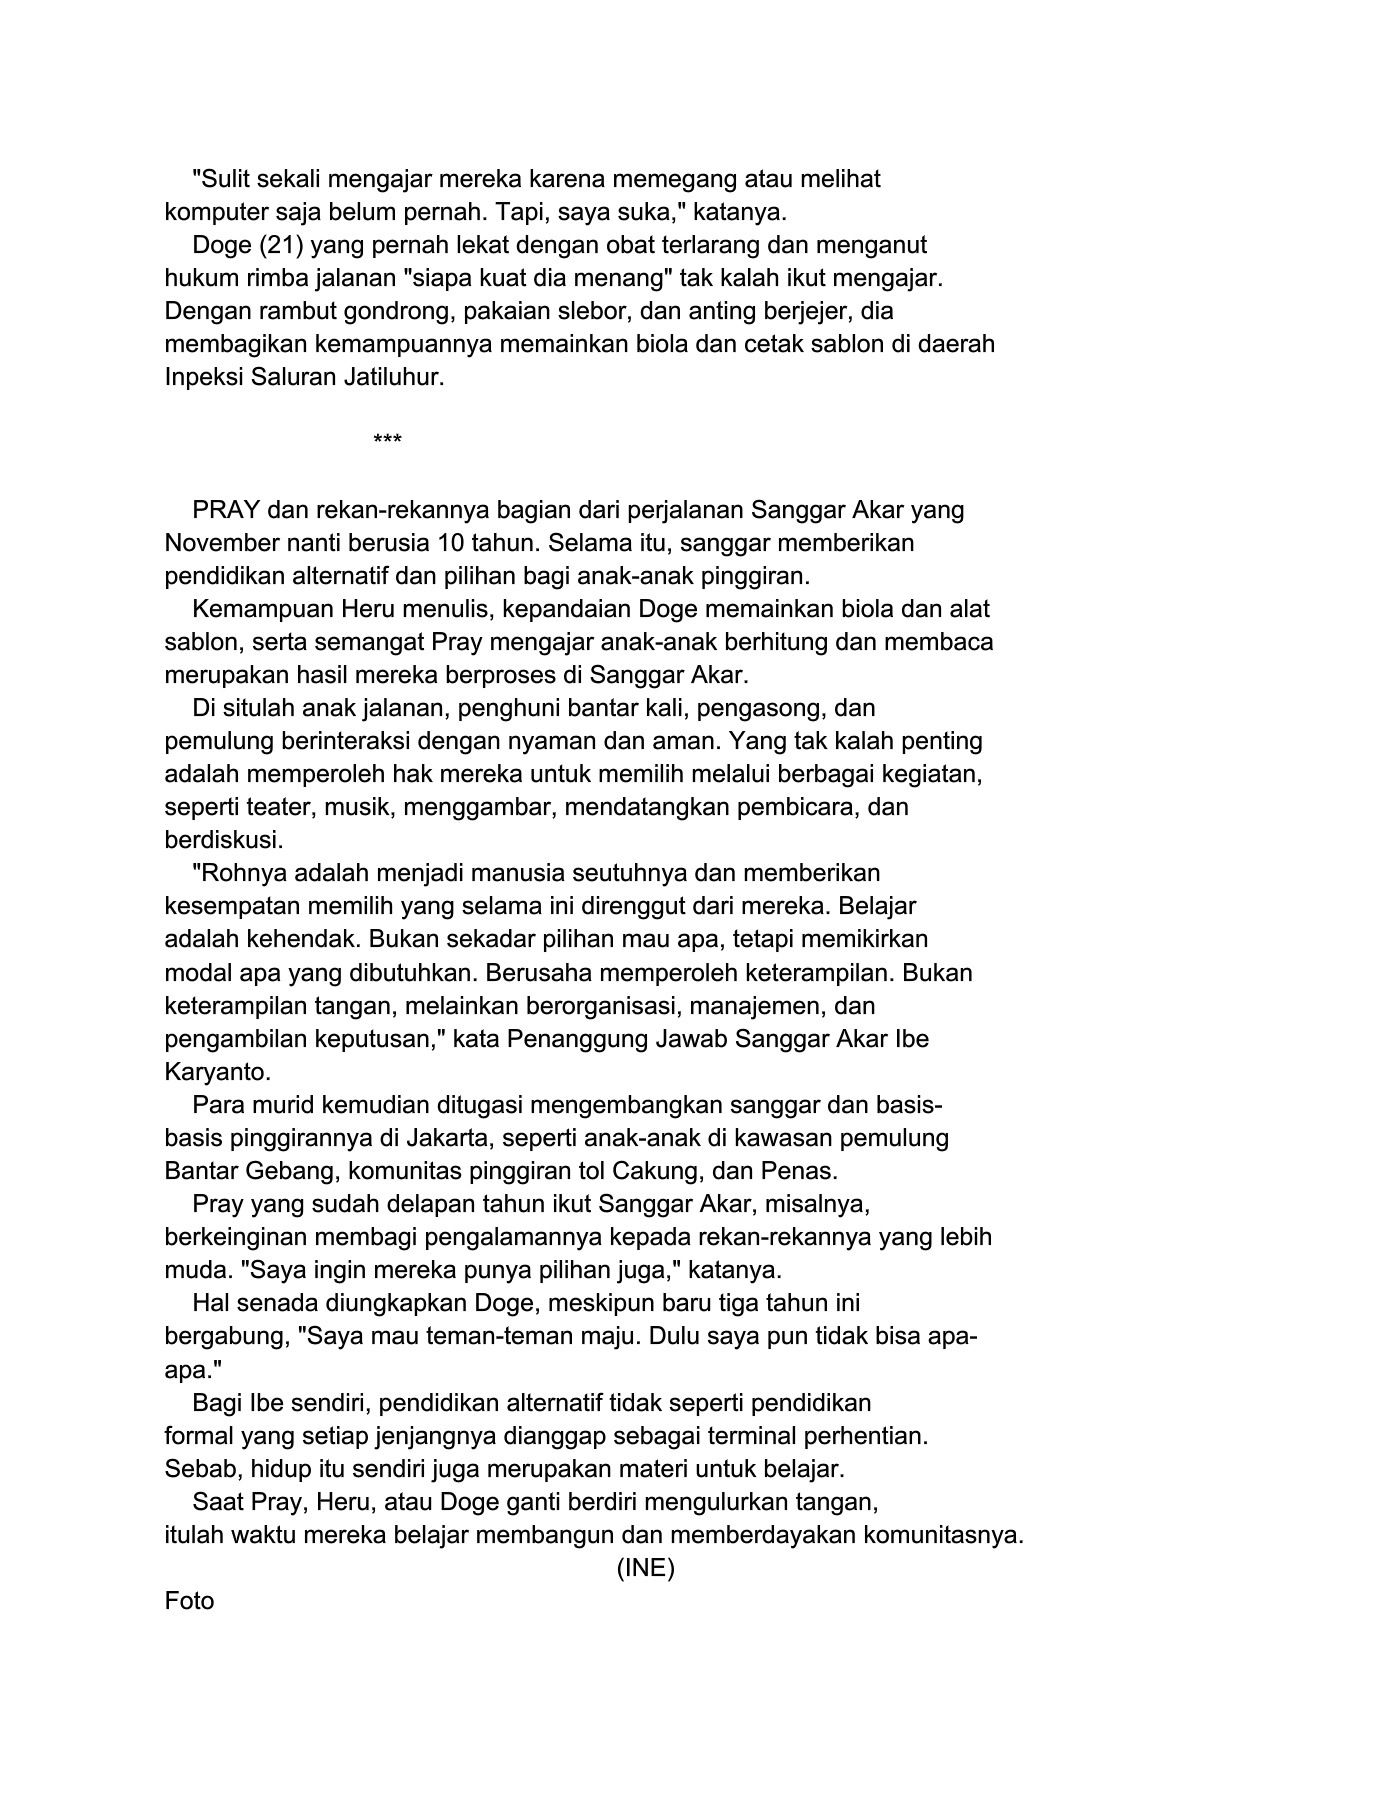 "Sulit sekali mengajar mereka karena memegang atau melihat
komputer saja belum pernah. Tapi, saya suka," katanya.
Doge (21) yang pernah lekat dengan obat terlarang dan menganut
hukum rimba jalanan "siapa kuat dia menang" tak kalah ikut mengajar.
Dengan rambut gondrong, pakaian slebor, dan anting berjejer, dia
membagikan kemampuannya memainkan biola dan cetak sablon di daerah
Inpeksi Saluran Jatiluhur.
***
PRAY dan rekan-rekannya bagian dari perjalanan Sanggar Akar yang
November nanti berusia 10 tahun. Selama itu, sanggar memberikan
pendidikan alternatif dan pilihan bagi anak-anak pinggiran.
Kemampuan Heru menulis, kepandaian Doge memainkan biola dan alat
sablon, serta semangat Pray mengajar anak-anak berhitung dan membaca
merupakan hasil mereka berproses di Sanggar Akar.
Di situlah anak jalanan, penghuni bantar kali, pengasong, dan
pemulung berinteraksi dengan nyaman dan aman. Yang tak kalah penting
adalah memperoleh hak mereka untuk memilih melalui berbagai kegiatan,
seperti teater, musik, menggambar, mendatangkan pembicara, dan
berdiskusi.
"Rohnya adalah menjadi manusia seutuhnya dan memberikan
kesempatan memilih yang selama ini direnggut dari mereka. Belajar
adalah kehendak. Bukan sekadar pilihan mau apa, tetapi memikirkan
modal apa yang dibutuhkan. Berusaha memperoleh keterampilan. Bukan
keterampilan tangan, melainkan berorganisasi, manajemen, dan
pengambilan keputusan," kata Penanggung Jawab Sanggar Akar Ibe
Karyanto.
Para murid kemudian ditugasi mengembangkan sanggar dan basis-
basis pinggirannya di Jakarta, seperti anak-anak di kawasan pemulung
Bantar Gebang, komunitas pinggiran tol Cakung, dan Penas.
Pray yang sudah delapan tahun ikut Sanggar Akar, misalnya,
berkeinginan membagi pengalamannya kepada rekan-rekannya yang lebih
muda. "Saya ingin mereka punya pilihan juga," katanya.
Hal senada diungkapkan Doge, meskipun baru tiga tahun ini
bergabung, "Saya mau teman-teman maju. Dulu saya pun tidak bisa apa-
apa."
Bagi Ibe sendiri, pendidikan alternatif tidak seperti pendidikan
formal yang setiap jenjangnya dianggap sebagai terminal perhentian.
Sebab, hidup itu sendiri juga merupakan materi untuk belajar.
Saat Pray, Heru, atau Doge ganti berdiri mengulurkan tangan,
itulah waktu mereka belajar membangun dan memberdayakan komunitasnya.
(INE)
Foto